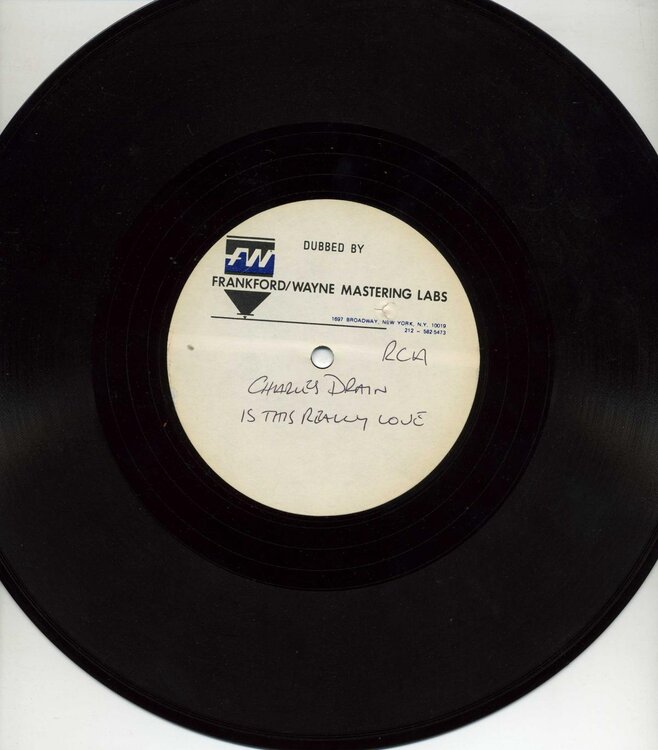 DUBBED BY
FW
FRANKFORD/WAYNE MASTERING LABS
1697 BROADWAY, NEW YORK, N.Y. 10019
212 - 582-5473
RCA
CHARLES DRAIN
IS THIS REALLY LOVE